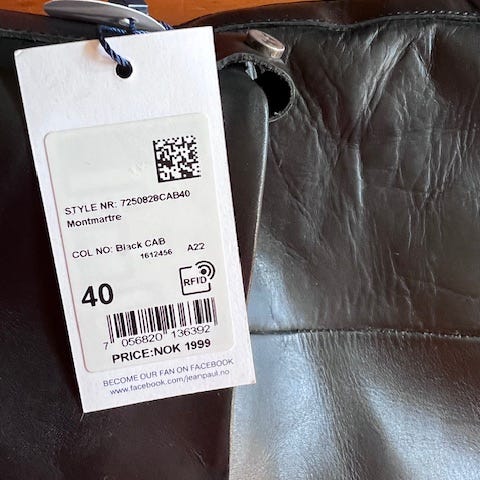 STYLE NR: 7250828CAB40
Montmartre
COL NO: Black CAB
1612456 A22
RFID
40
7 056820 136392
PRICE:NOK 1999
BECOME OUR FAN ON FACEBOOK
www.facebook.com/jeanpaul.no